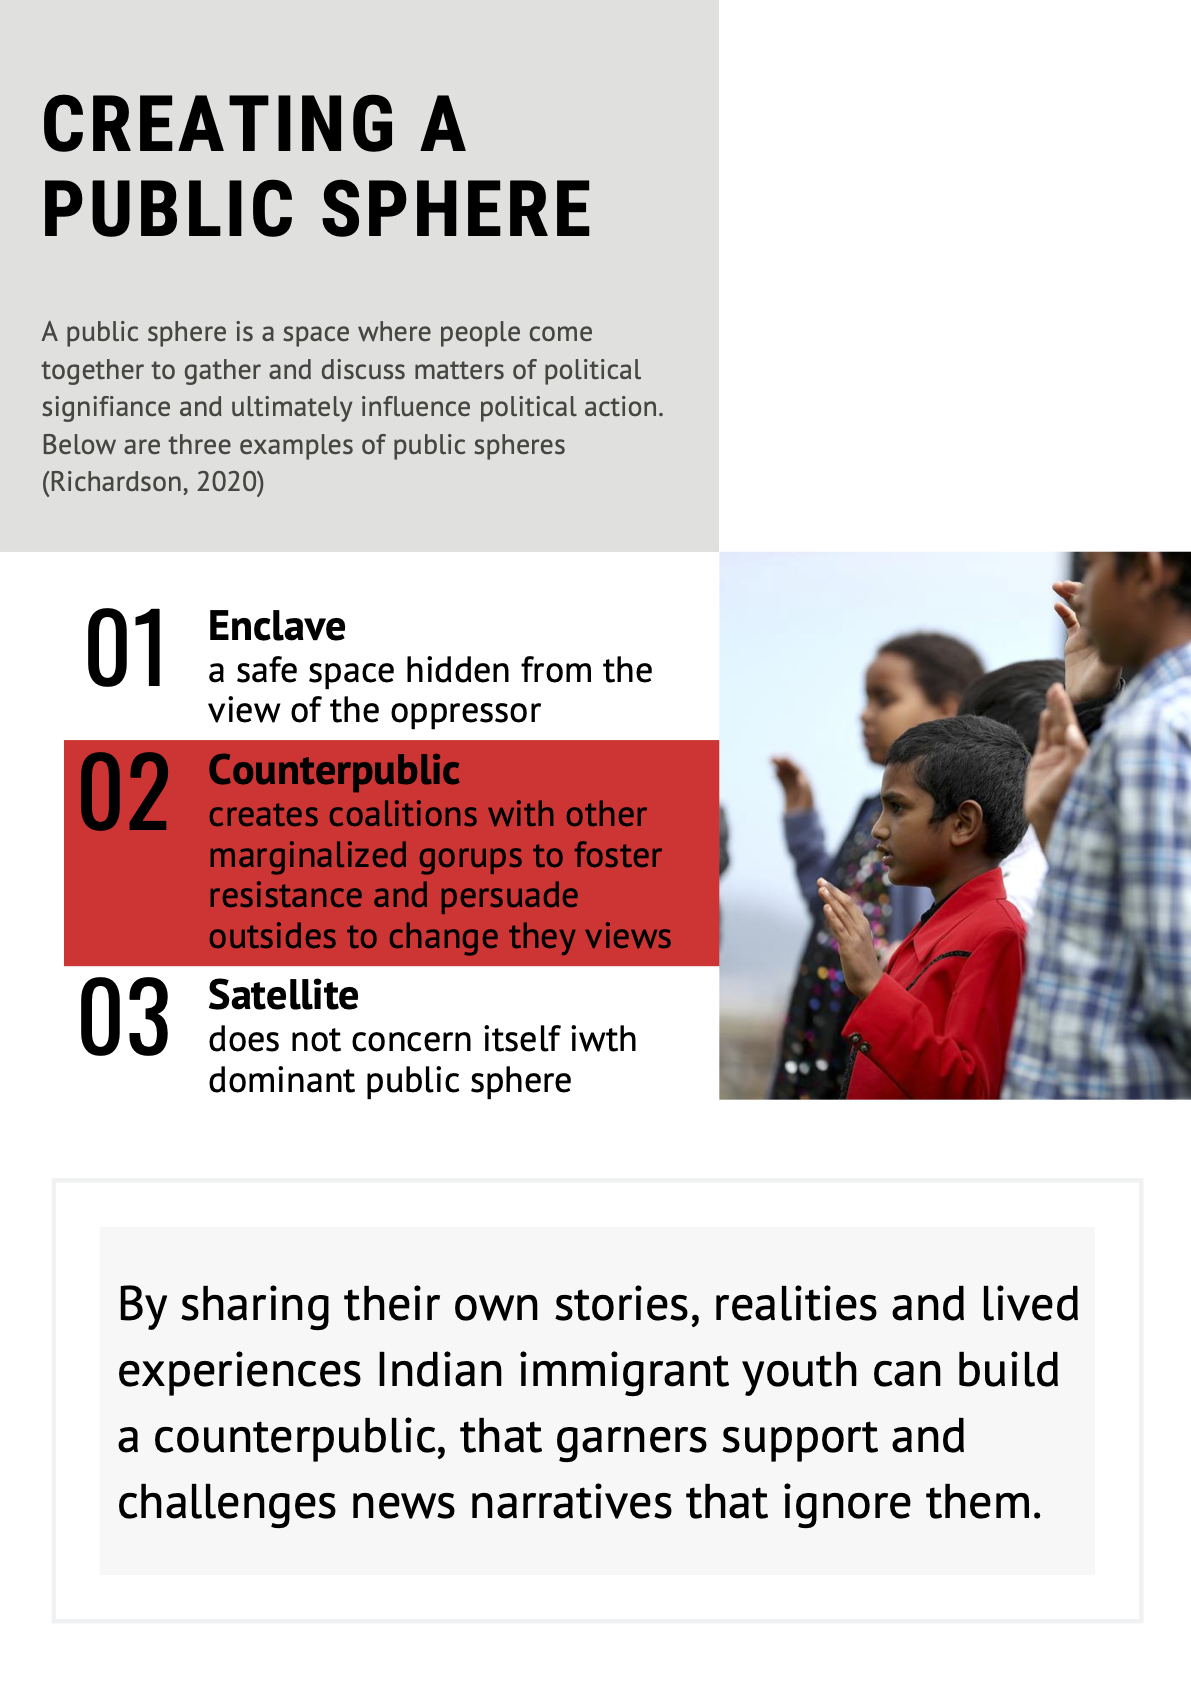 CREATING A
PUBLIC SPHERE
A public sphere is a space where people come
together to gather and discuss matters of political
signifiance and ultimately influence political action.
Below are three examples of public spheres
(Richardson, 2020)
01
Enclave
a safe space hidden from the
view of the oppressor
02
Counterpublic
creates coalitions with other
marginalized gorups to foster
resistance and persuade
outsides to change they views
03
Satellite
does not concern itself iwth
dominant public sphere
By sharing their own stories, realities and lived
experiences Indian immigrant youth can build
a counterpublic, that garners support and
challenges news narratives that ignore them.